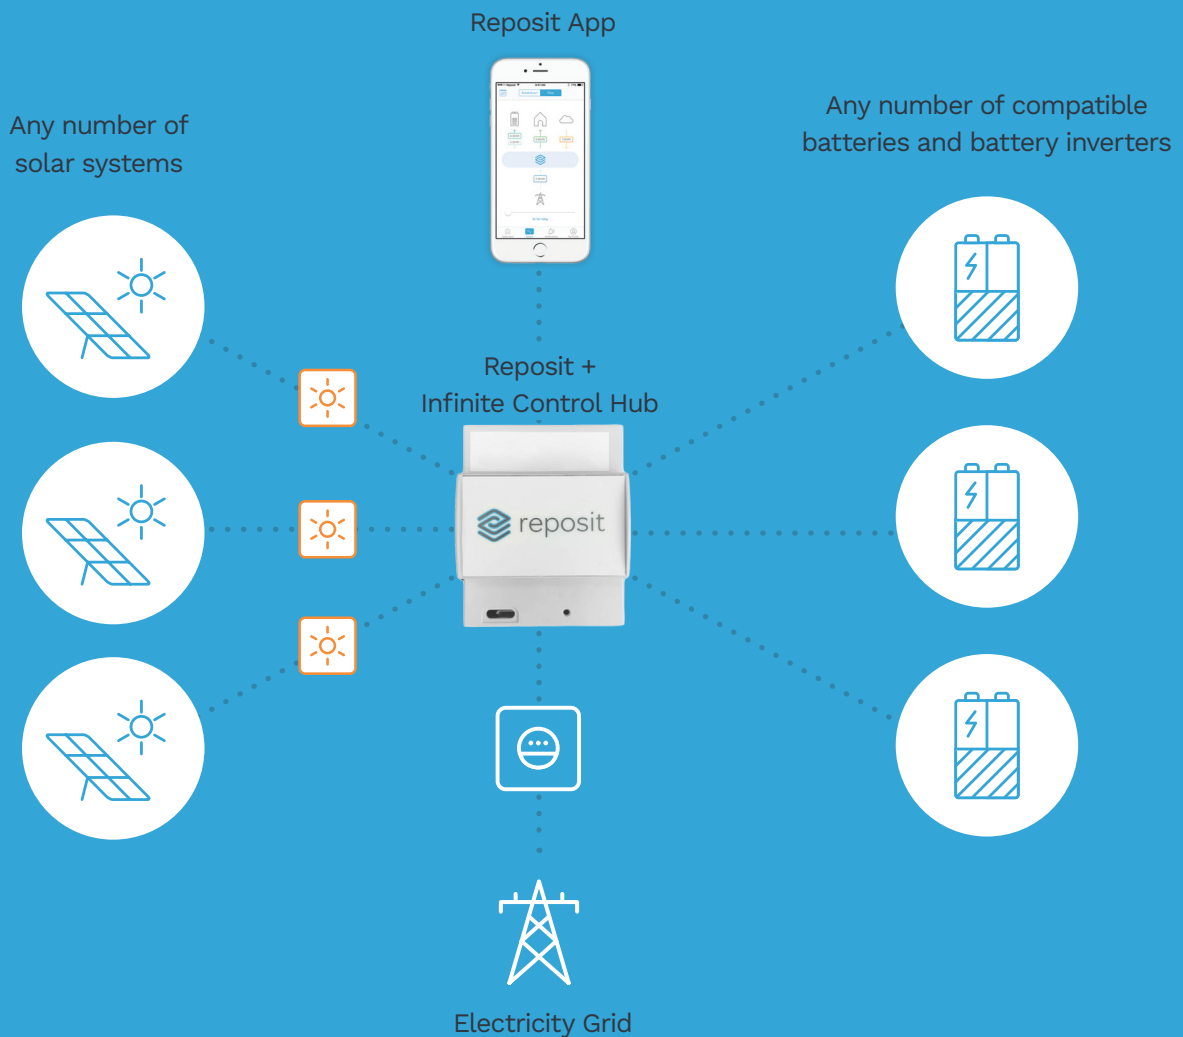 Reposit App
Any number of
solar systems
Any number of compatible
batteries and battery inverters
Reposit +
Infinite Control Hub
reposit
Electricity Grid